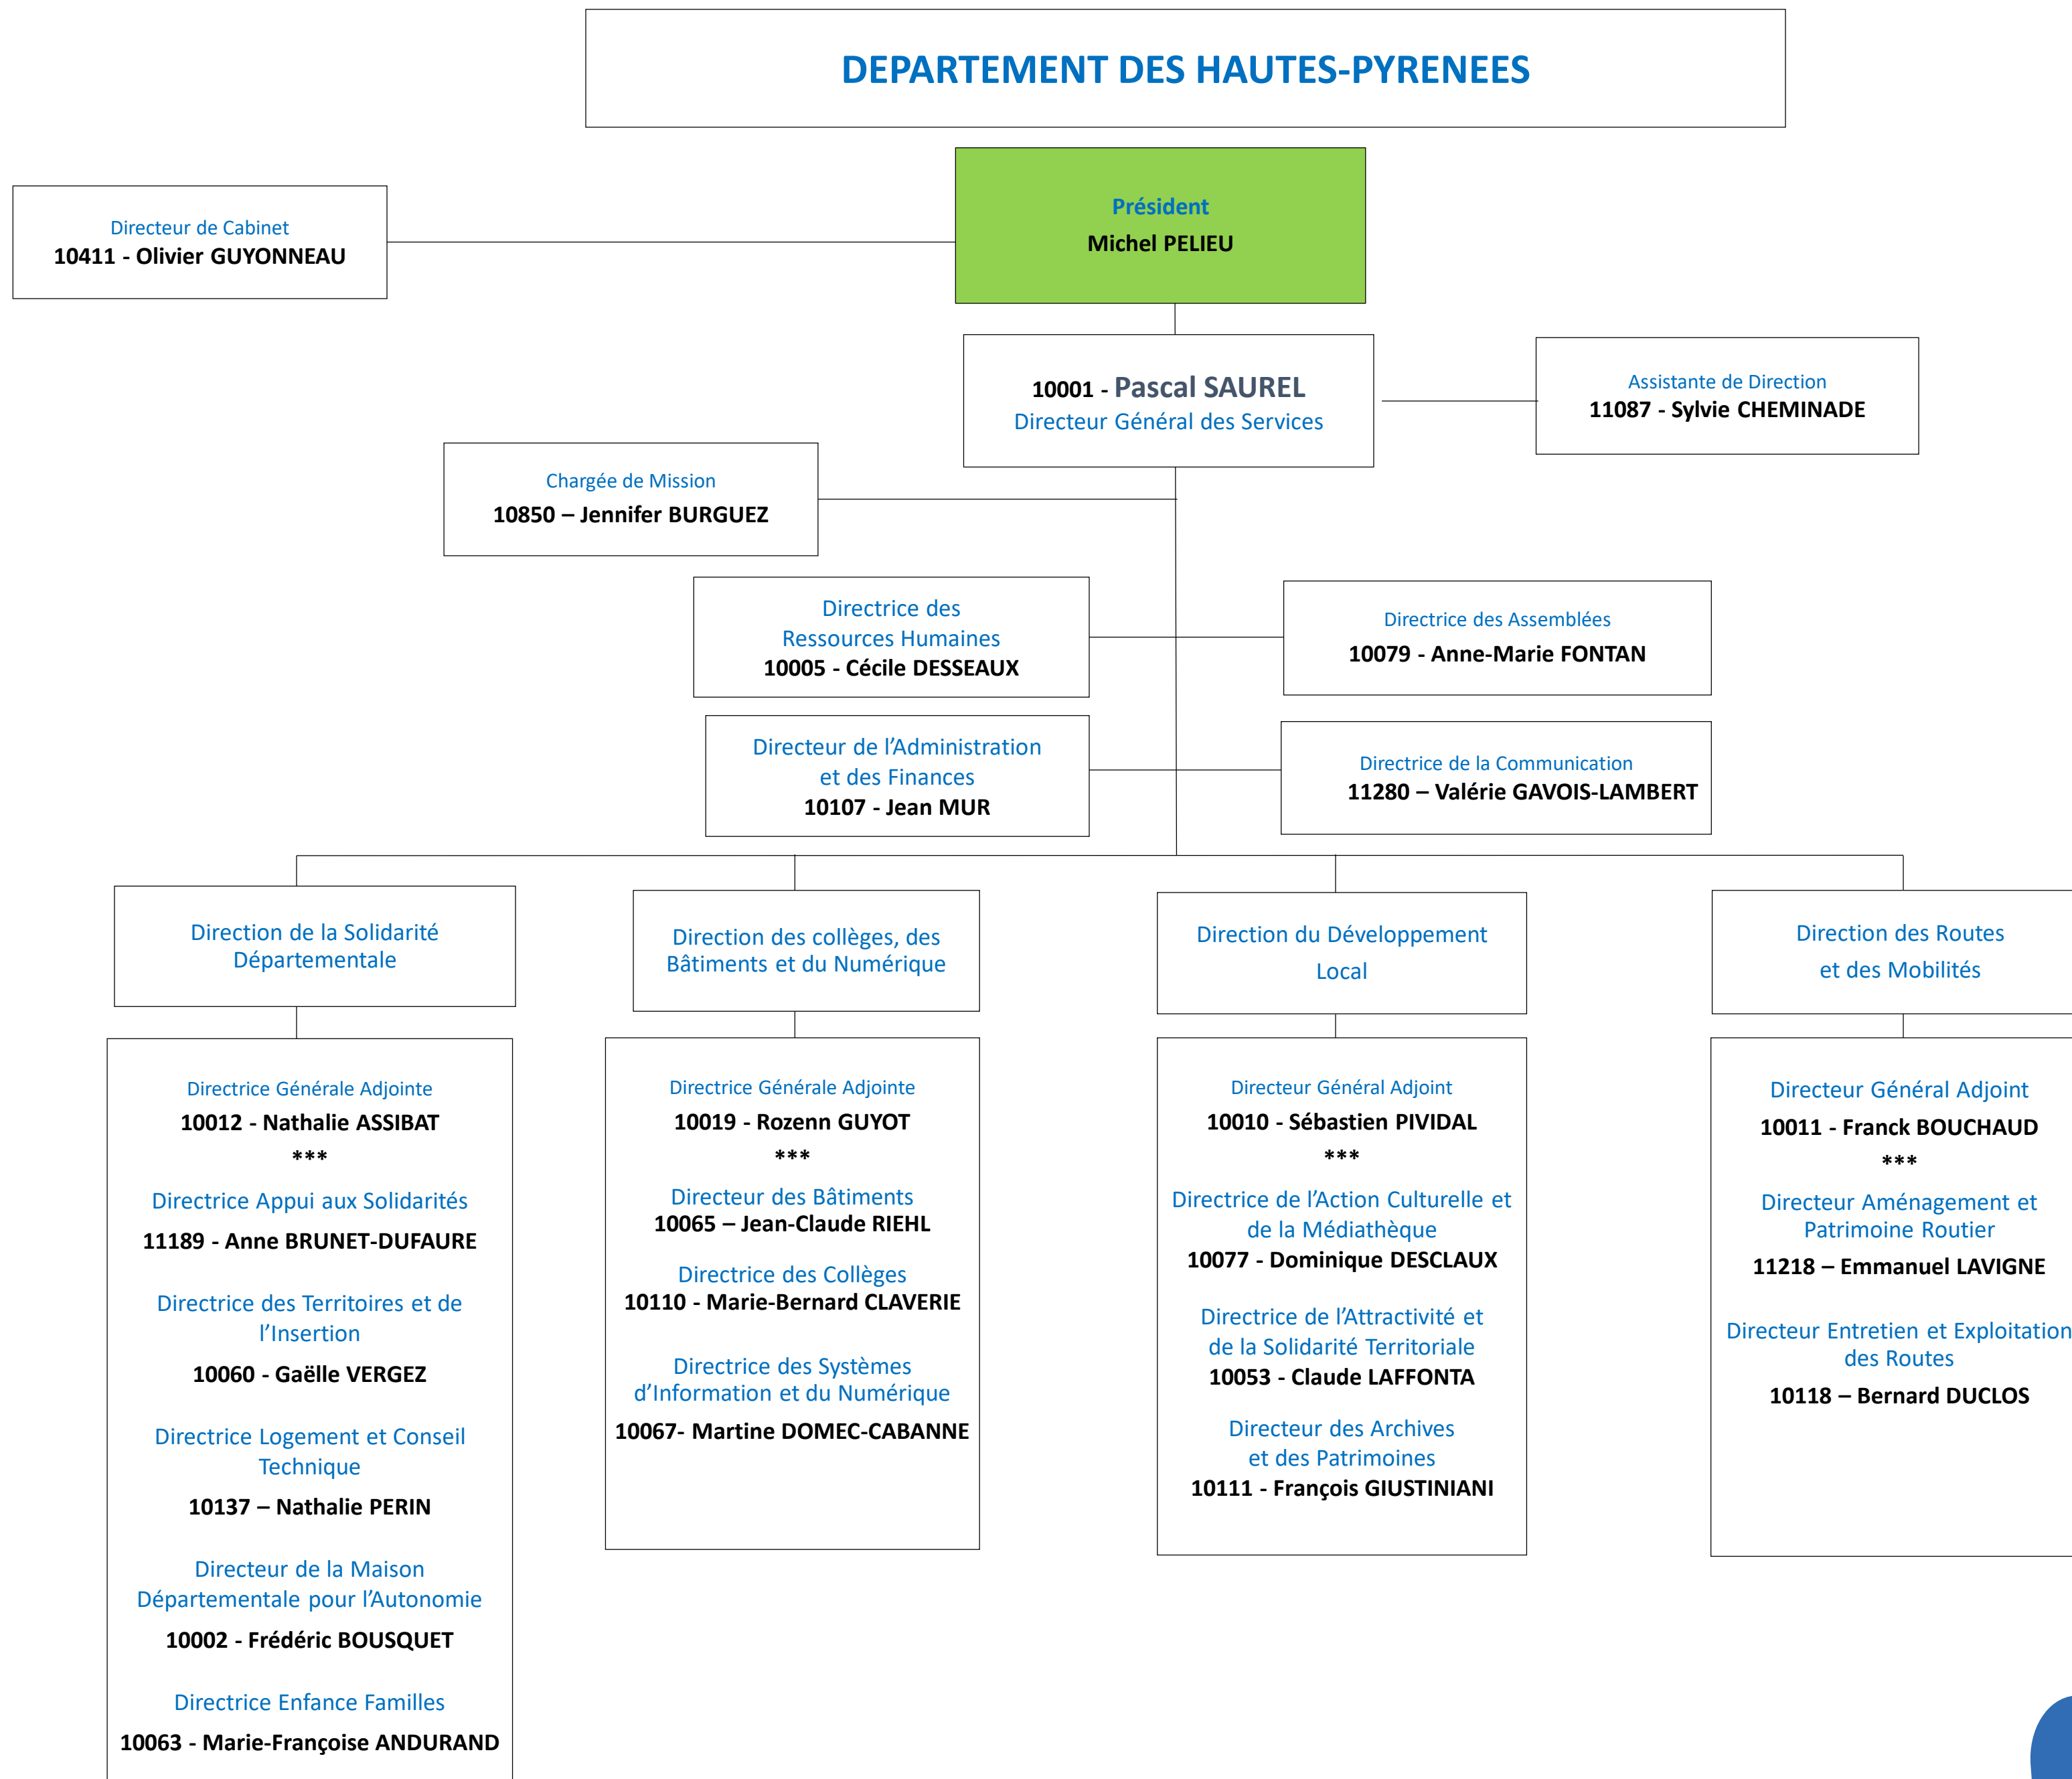 DEPARTEMENT DES HAUTES-PYRENEES
Président
Michel PELIEU
Directeur de Cabinet
10411 - Olivier GUYONNEAU
10001 - Pascal SAUREL
Directeur Général des Services
Assistante de Direction
11087 - Sylvie CHEMINADE
Chargée de Mission
10850 – Jennifer BURGUEZ
Directrice des
Ressources Humaines
10005 - Cécile DESSEAUX
Directrice des Assemblées
10079 - Anne-Marie FONTAN
Directeur de l’Administration
et des Finances
10107 - Jean MUR
Directrice de la Communication
11280 – Valérie GAVOIS-LAMBERT
Direction de la Solidarité
Départementale
Directrice Générale Adjointe
10012 - Nathalie ASSIBAT
***
Directrice Appui aux Solidarités
11189 - Anne BRUNET-DUFAURE
Directrice des Territoires et de
l’Insertion
10060 - Gaëlle VERGEZ
Directrice Logement et Conseil
Technique
10137 – Nathalie PERIN
Directeur de la Maison
Départementale pour l’Autonomie
10002 - Frédéric BOUSQUET
Directrice Enfance Familles
10063 - Marie-Françoise ANDURAND
Direction des collèges, des
Bâtiments et du Numérique
Directrice Générale Adjointe
10019 - Rozenn GUYOT
***
Directeur des Bâtiments
10065 – Jean-Claude RIEHL
Directrice des Collèges
10110 - Marie-Bernard CLAVERIE
Directrice des Systèmes
d’Information et du Numérique
10067- Martine DOMEC-CABANNE
Direction du Développement
Local
Directeur Général Adjoint
10010 - Sébastien PIVIDAL
***
Directrice de l’Action Culturelle et
de la Médiathèque
10077 - Dominique DESCLAUX
Directrice de l’Attractivité et
de la Solidarité Territoriale
10053 - Claude LAFFONTA
Directeur des Archives
et des Patrimoines
10111 - François GIUSTINIANI
Direction des Routes
et des Mobilités
Directeur Général Adjoint
10011 - Franck BOUCHAUD
***
Directeur Aménagement et
Patrimoine Routier
11218 – Emmanuel LAVIGNE
Directeur Entretien et Exploitation
des Routes
10118 – Bernard DUCLOS